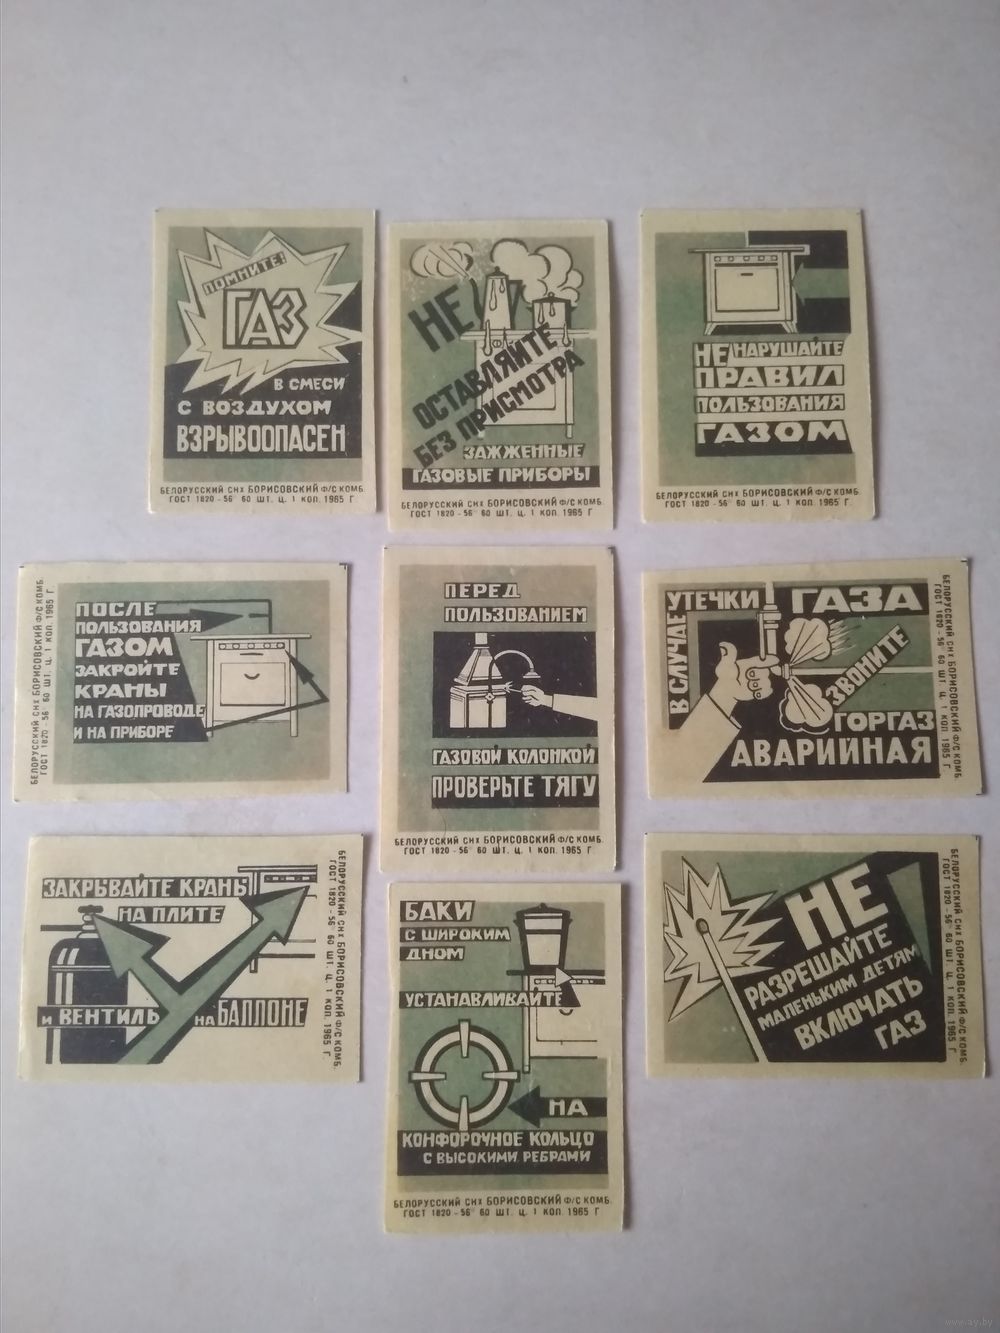 ПОМНИТЕ!
ГАЗ
В СМЕСИ
С ВОЗДУХОМ
ВЗРЫВООПАСЕН
БЕЛОРУССКИЙ СНХ БОРИСОВСКИЙ Ф/С КОМБ.
ГОСТ 1820-56 60 ШТ. Ц. 1 КОП. 1965 Г.
НЕ
ОСТАВЛЯЙТЕ
БЕЗ ПРИСМОТРА
ЗАЖЖЕННЫЕ
ГАЗОВЫЕ ПРИБОРЫ
БЕЛОРУССКИЙ СНХ БОРИСОВСКИЙ Ф/С КОМБ.
ГОСТ 1820-56 60 ШТ. Ц. 1 КОП. 1965 Г
НЕ НАРУШАЙТЕ
ПРАВИЛ
ПОЛЬЗОВАНИЯ
ГАЗОМ
БЕЛОРУССКИЙ СНХ БОРИСОВСКИЙ Ф/С КОМБ.
ГОСТ 1820-56 60 ШТ. Ц. 1 КОП. 1965 Г.
ПОСЛЕ
ПОЛЬЗОВАНИЯ
ГАЗОМ
ЗАКРОЙТЕ
КРАНЫ
НА ГАЗОПРОВОДЕ
И НА ПРИБОРЕ
БЕЛОРУССКИЙ СНХ БОРИСОВСКИЙ Ф/С КОМБ.
ГОСТ 1820-56 60 ШТ. Ц. 1 КОП. 1965 Г.
ПЕРЕД
ПОЛЬЗОВАНИЕМ
ГАЗОВОЙ КОЛОНКОЙ
ПРОВЕРЬТЕ ТЯГУ
БЕЛОРУССКИЙ СНХ БОРИСОВСКИЙ Ф/С КОМБ.
ГОСТ 1820-56 60 ШТ. Ц. 1 КОП. 1965 Г.
В СЛУЧАЕ
УТЕЧКИ ГАЗА
ЗВОНИТЕ
ГОРГАЗ
АВАРИЙНАЯ
БЕЛОРУССКИЙ СНХ БОРИСОВСКИЙ Ф/С КОМБ.
ГОСТ 1820-56 60 ШТ. Ц. 1 КОП. 1965 Г.
ЗАКРЫВАЙТЕ КРАНЫ
НА ПЛИТЕ
И ВЕНТИЛЬ НА БАЛЛОНЕ
БЕЛОРУССКИЙ СНХ БОРИСОВСКИЙ Ф/С КОМБ.
ГОСТ 1820-56 60 ШТ. Ц. 1 КОП. 1965 Г.
БАКИ
С ШИРОКИМ
ДНОМ
УСТАНАВЛИВАЙТЕ
НА
КОНФОРОЧНОЕ КОЛЬЦО
С ВЫСОКИМИ РЕБРАМИ
БЕЛОРУССКИЙ СНХ БОРИСОВСКИЙ Ф/С КОМБ.
ГОСТ 1820-56 60 ШТ. Ц. 1 КОП. 1965 Г.
НЕ
РАЗРЕШАЙТЕ
МАЛЕНЬКИМ ДЕТЯМ
ВКЛЮЧАТЬ
ГАЗ
БЕЛОРУССКИЙ СНХ БОРИСОВСКИЙ Ф/С КОМБ.
ГОСТ 1820-56 60 ШТ. Ц. 1 КОП. 1965 Г.
www.ay.by